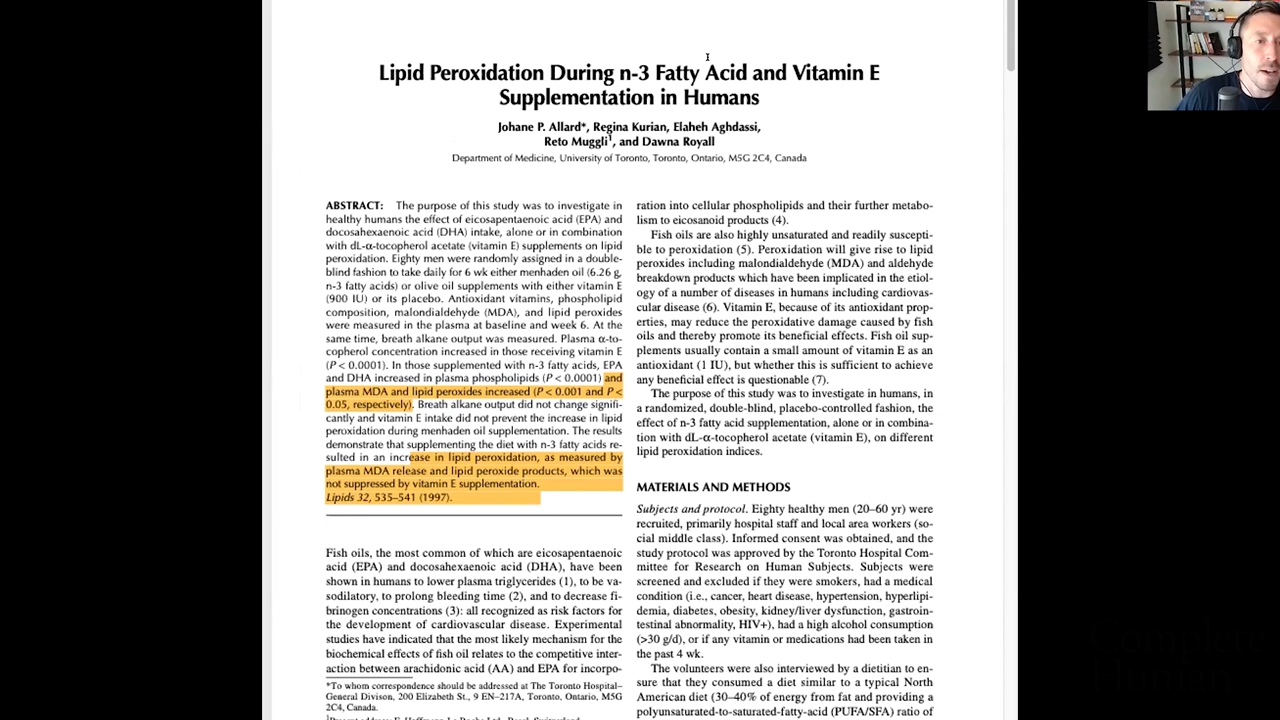 Lipid Peroxidation During n-3 Fatty Acid and Vitamin E
Supplementation in Humans
Johane P. Allard*, Regina Kurian, Elaheh Aghdassi,
Reto Muggli¹, and Dawna Royall
Department of Medicine, University of Toronto, Toronto, Ontario, M5G 2C4, Canada
ABSTRACT: The purpose of this study was to investigate in
healthy humans the effect of eicosapentaenoic acid (EPA) and
docosahexaenoic acid (DHA) intake, alone or in combination
with dL-α-tocopherol acetate (vitamin E) supplements on lipid
peroxidation. Eighty men were randomly assigned in a double-
blind fashion to take daily for 6 wk either menhaden oil (6.26 g,
n-3 fatty acids) or olive oil supplements with either vitamin E
(900 IU) or its placebo. Antioxidant vitamins, phospholipid
composition, malondialdehyde (MDA), and lipid peroxides
were measured in the plasma at baseline and week 6. At the
same time, breath alkane output was measured. Plasma α-to-
copherol concentration increased in those receiving vitamin E
(P < 0.0001). In those supplemented with n-3 fatty acids, EPA
and DHA increased in plasma phospholipids (P < 0.0001) and
plasma MDA and lipid peroxides increased (P < 0.001 and P <
0.05, respectively). Breath alkane output did not change signifi-
cantly and vitamin E intake did not prevent the increase in lipid
peroxidation during menhaden oil supplementation. The results
demonstrate that supplementing the diet with n-3 fatty acids re-
sulted in an increase in lipid peroxidation, as measured by
plasma MDA release and lipid peroxide products, which was
not suppressed by vitamin E supplementation.
Lipids 32, 535–541 (1997).
Fish oils, the most common of which are eicosapentaenoic
acid (EPA) and docosahexaenoic acid (DHA), have been
shown in humans to lower plasma triglycerides (1), to be va-
sodilatory, to prolong bleeding time (2), and to decrease fi-
brinogen concentrations (3): all recognized as risk factors for
the development of cardiovascular disease. Experimental
studies have indicated that the most likely mechanism for the
biochemical effects of fish oil relates to the competitive inter-
action between arachidonic acid (AA) and EPA for incorpo-
*To whom correspondence should be addressed at The Toronto Hospital–
General Divison, 200 Elizabeth St., 9 EN–217A, Toronto, Ontario, M5G
2C4, Canada.
ration into cellular phospholipids and their further metabo-
lism to eicosanoid products (4).
Fish oils are also highly unsaturated and readily suscepti-
ble to peroxidation (5). Peroxidation will give rise to lipid
peroxides including malondialdehyde (MDA) and aldehyde
breakdown products which have been implicated in the etiol-
ogy of a number of diseases in humans including cardiovas-
cular disease (6). Vitamin E, because of its antioxidant prop-
erties, may reduce the peroxidative damage caused by fish
oils and thereby promote its beneficial effects. Fish oil sup-
plements usually contain a small amount of vitamin E as an
antioxidant (1 IU), but whether this is sufficient to achieve
any beneficial effect is questionable (7).
The purpose of this study was to investigate in humans, in
a randomized, double-blind, placebo-controlled fashion, the
effect of n-3 fatty acid supplementation, alone or in combina-
tion with dL-α-tocopherol acetate (vitamin E), on different
lipid peroxidation indices.
MATERIALS AND METHODS
Subjects and protocol. Eighty healthy men (20–60 yr) were
recruited, primarily hospital staff and local area workers (so-
cial middle class). Informed consent was obtained, and the
study protocol was approved by the Toronto Hospital Com-
mittee for Research on Human Subjects. Subjects were
screened and excluded if they were smokers, had a medical
condition (i.e., cancer, heart disease, hypertension, hyperlipi-
demia, diabetes, obesity, kidney/liver dysfunction, gastroin-
testinal abnormality, HIV+), had a high alcohol consumption
(>30 g/d), or if any vitamin or medications had been taken in
the past 4 wk.
The volunteers were also interviewed by a dietitian to en-
sure that they consumed a diet similar to a typical North
American diet (30–40% of energy from fat and providing a
polyunsaturated-to-saturated-fatty-acid (PUFA/SFA) ratio of
Complete
Human